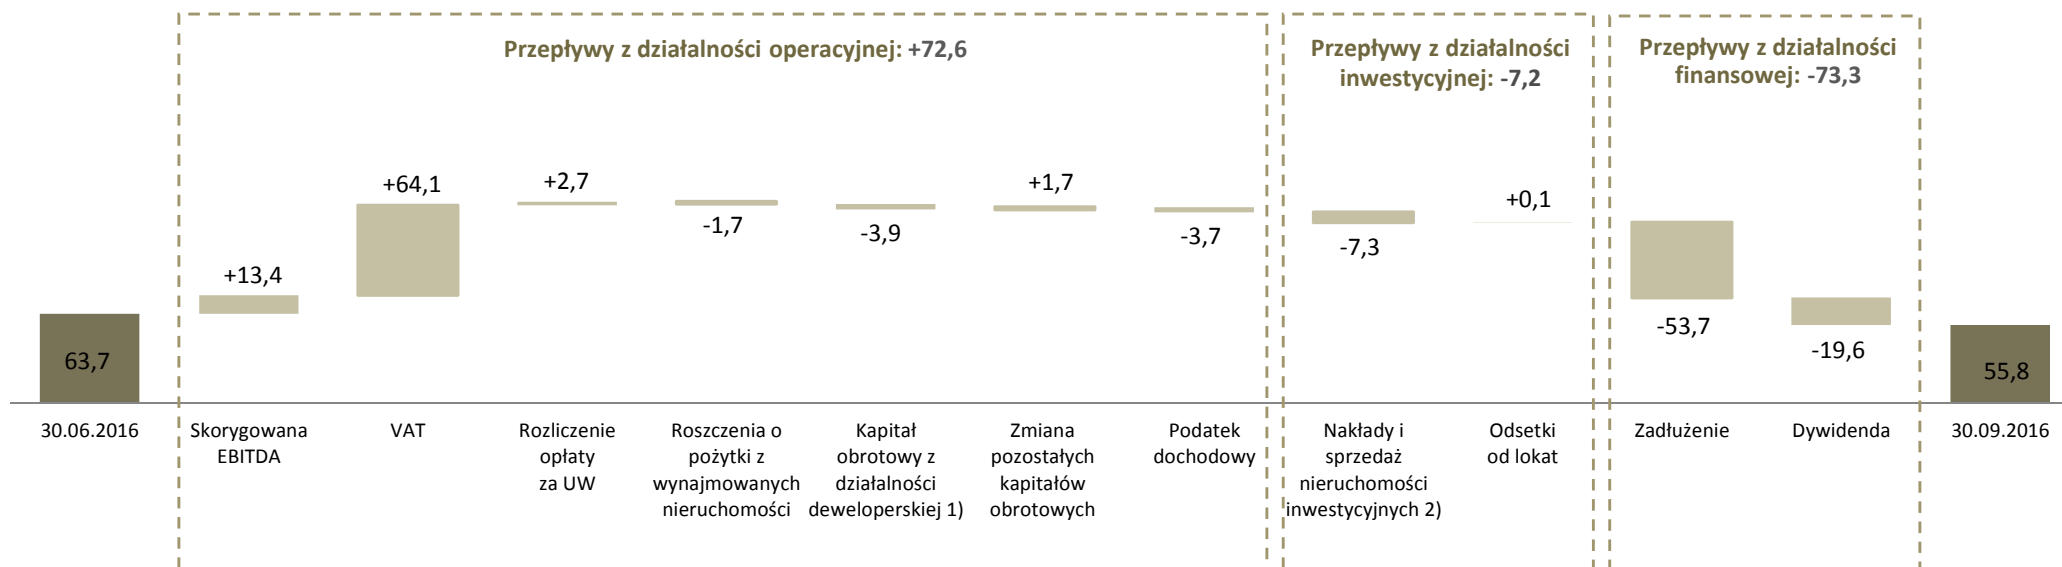 Przepływy z działalności operacyjnej: +72,6
Przepływy z działalności
inwestycyjnej: -7,2
Przepływy z działalności
finansowej: -73,3
63,7
+13,4
+64,1
+2,7
-1,7
-3,9
+1,7
-3,7
-7,3
+0,1
-53,7
-19,6
55,8
30.06.2016
Skorygowana
EBITDA
VAT
Rozliczenie
opłaty
za UW
Roszczenia o
pożytki z
wynajmowanych
nieruchomości
Kapitał
obrotowy z
działalności
deweloperskiej 1)
Zmiana
pozostałych
kapitałów
obrotowych
Podatek
dochodowy
Nakłady i
sprzedaż
nieruchomości
inwestycyjnych 2)
Odsetki
od lokat
Zadłużenie
Dywidenda
30.09.2016